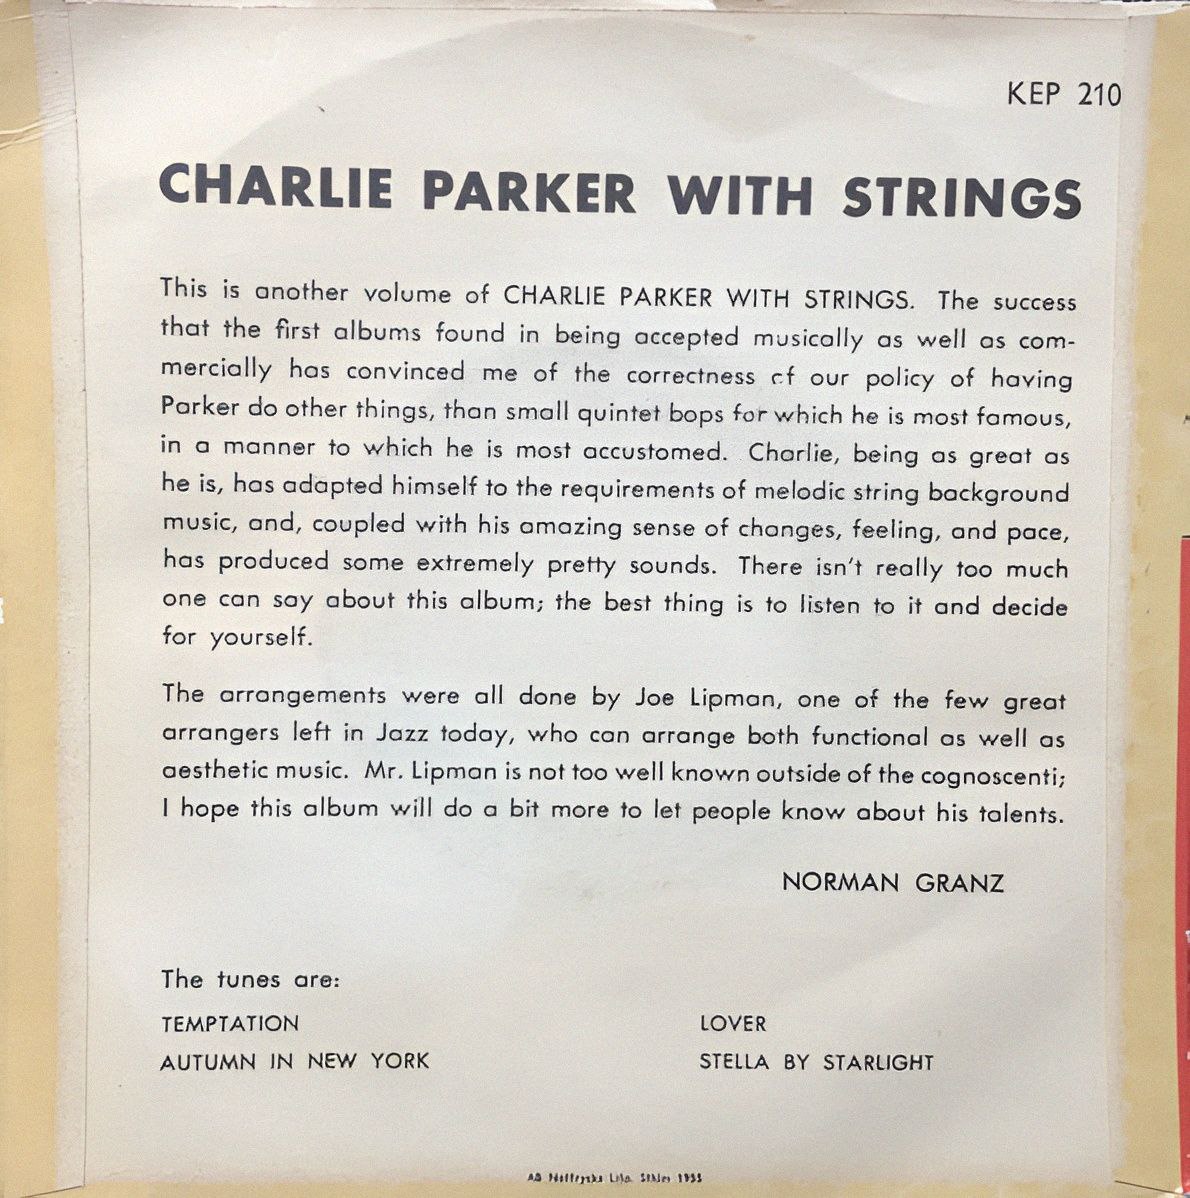 KEP 210
CHARLIE PARKER WITH STRINGS
This is another volume of CHARLIE PARKER WITH STRINGS. The success
that the first albums found in being accepted musically as well as com-
mercially has convinced me of the correctness of our policy of having
Parker do other things, than small quintet bops for which he is most famous,
in a manner to which he is most accustomed. Charlie, being as great as
he is, has adapted himself to the requirements of melodic string background
music, and, coupled with his amazing sense of changes, feeling, and pace,
has produced some extremely pretty sounds. There isn't really too much
one can say about this album; the best thing is to listen to it and decide
for yourself.
The arrangements were all done by Joe Lipman, one of the few great
arrangers left in Jazz today, who can arrange both functional as well as
aesthetic music. Mr. Lipman is not too well known outside of the cognoscenti;
I hope this album will do a bit more to let people know about his talents.
NORMAN GRANZ
The tunes are:
TEMPTATION
AUTUMN IN NEW YORK
LOVER
STELLA BY STARLIGHT